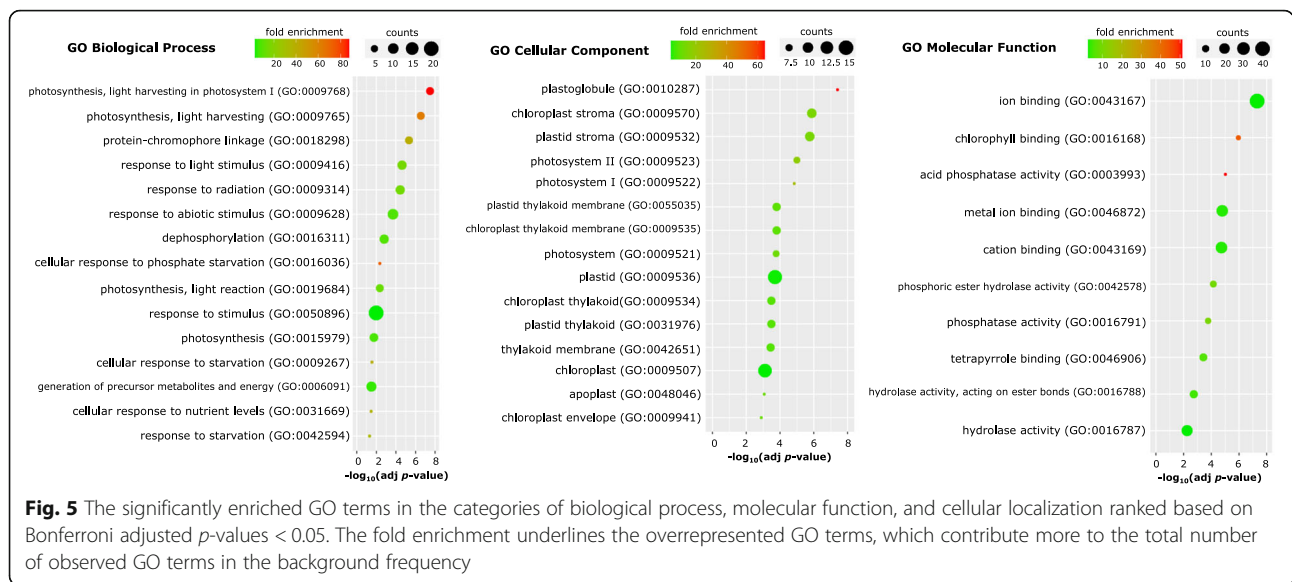 GO Biological Process
fold enrichment
20 40 60 80
counts
5 10 15 20
photosynthesis, light harvesting in photosystem I (GO:0009768)
photosynthesis, light harvesting (GO:0009765)
protein-chromophore linkage (GO:0018298)
response to light stimulus (GO:0009416)
response to radiation (GO:0009314)
response to abiotic stimulus (GO:0009628)
dephosphorylation (GO:0016311)
cellular response to phosphate starvation (GO:0016036)
photosynthesis, light reaction (GO:0019684)
response to stimulus (GO:0050896)
photosynthesis (GO:0015979)
cellular response to starvation (GO:0009267)
generation of precursor metabolites and energy (GO:0006091)
cellular response to nutrient levels (GO:0031669)
response to starvation (GO:0042594)
0 2 4 6 8
-log10(adj p-value)
GO Cellular Component
fold enrichment
20 40 60
counts
7.5 10 12.5 15
plastoglobule (GO:0010287)
chloroplast stroma (GO:0009570)
plastid stroma (GO:0009532)
photosystem II (GO:0009523)
photosystem I (GO:0009522)
plastid thylakoid membrane (GO:0055035)
chloroplast thylakoid membrane (GO:0009535)
photosystem (GO:0009521)
plastid (GO:0009536)
chloroplast thylakoid(GO:0009534)
plastid thylakoid (GO:0031976)
thylakoid membrane (GO:0042651)
chloroplast (GO:0009507)
apoplast (GO:0048046)
chloroplast envelope (GO:0009941)
0 2 4 6 8
-log10(adj p-value)
GO Molecular Function
fold enrichment
10 20 30 40 50
counts
10 20 30 40
ion binding (GO:0043167)
chlorophyll binding (GO:0016168)
acid phosphatase activity (GO:0003993)
metal ion binding (GO:0046872)
cation binding (GO:0043169)
phosphoric ester hydrolase activity (GO:0042578)
phosphatase activity (GO:0016791)
tetrapyrrole binding (GO:0046906)
hydrolase activity, acting on ester bonds (GO:0016788)
hydrolase activity (GO:0016787)
0 2 4 6 8
-log10(adj p-value)
Fig. 5 The significantly enriched GO terms in the categories of biological process, molecular function, and cellular localization ranked based on
Bonferroni adjusted p-values < 0.05. The fold enrichment underlines the overrepresented GO terms, which contribute more to the total number
of observed GO terms in the background frequency